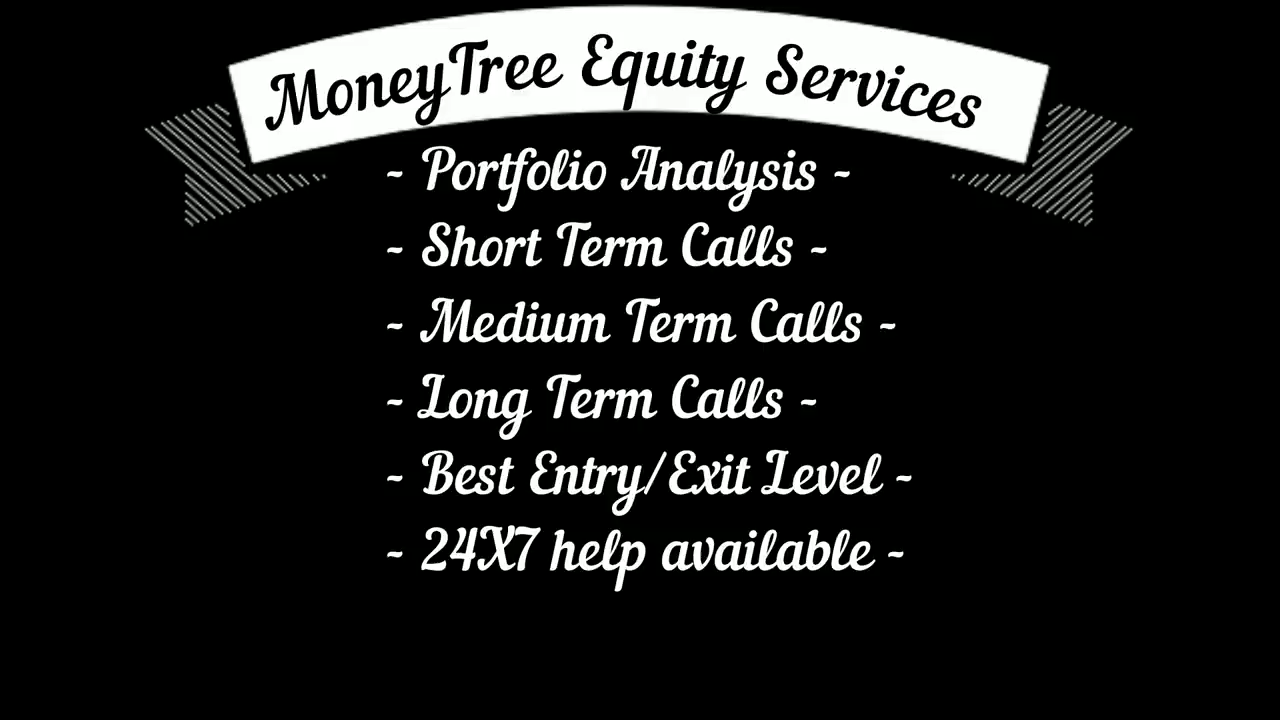 MoneyTree Equity Services
- Portfolio Analysis -
- Short Term Calls -
- Medium Term Calls -
- Long Term Calls -
- Best Entry/Exit Level -
- 24X7 help available -